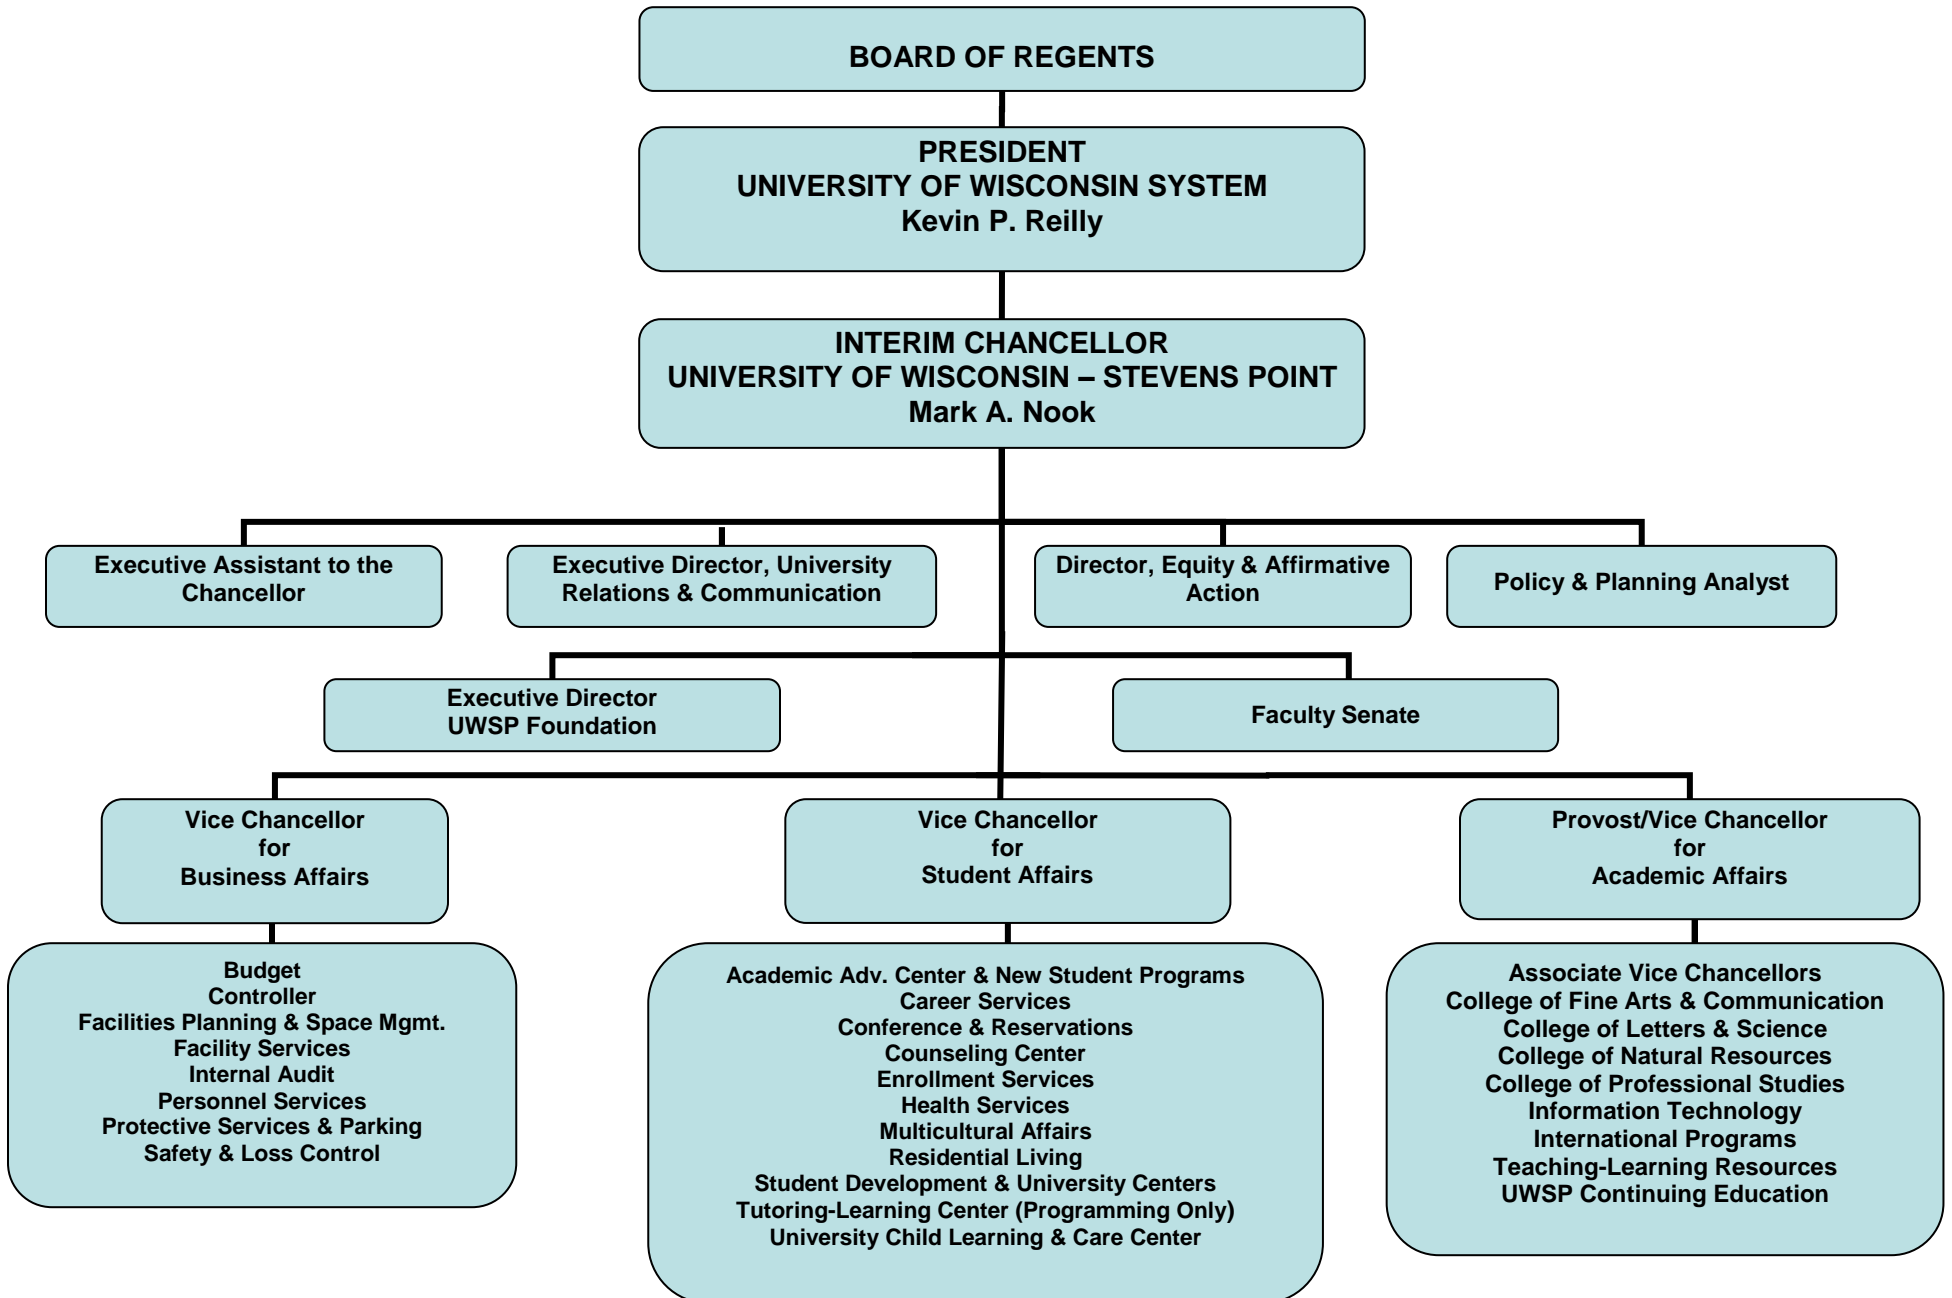 BOARD OF REGENTS
PRESIDENT
UNIVERSITY OF WISCONSIN SYSTEM
Kevin P. Reilly
INTERIM CHANCELLOR
UNIVERSITY OF WISCONSIN – STEVENS POINT
Mark A. Nook
Executive Assistant to the
Chancellor
Executive Director, University
Relations & Communication
Director, Equity & Affirmative
Action
Policy & Planning Analyst
Executive Director
UWSP Foundation
Faculty Senate
Vice Chancellor
for
Business Affairs
Vice Chancellor
for
Student Affairs
Provost/Vice Chancellor
for
Academic Affairs
Budget
Controller
Facilities Planning & Space Mgmt.
Facility Services
Internal Audit
Personnel Services
Protective Services & Parking
Safety & Loss Control
Academic Adv. Center & New Student Programs
Career Services
Conference & Reservations
Counseling Center
Enrollment Services
Health Services
Multicultural Affairs
Residential Living
Student Development & University Centers
Tutoring-Learning Center (Programming Only)
University Child Learning & Care Center
Associate Vice Chancellors
College of Fine Arts & Communication
College of Letters & Science
College of Natural Resources
College of Professional Studies
Information Technology
International Programs
Teaching-Learning Resources
UWSP Continuing Education